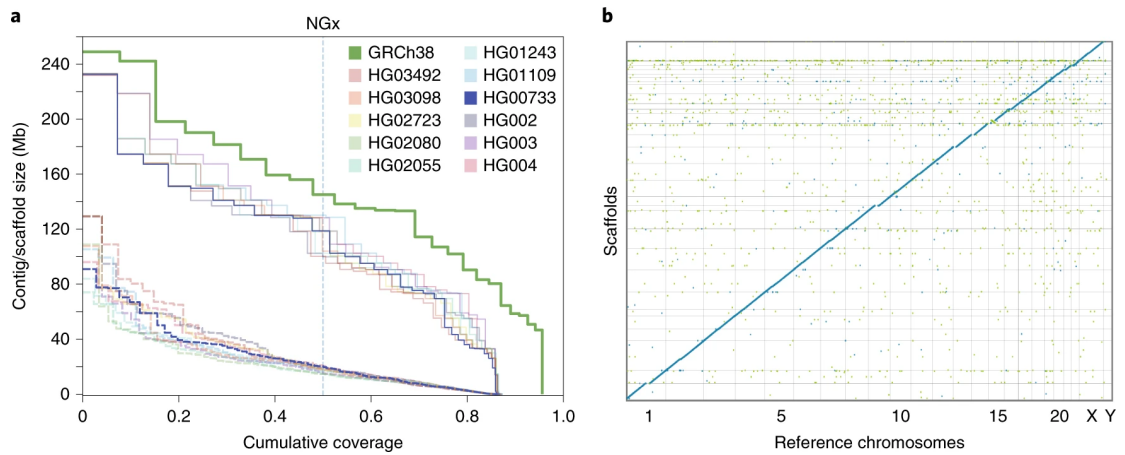 a
NGx
Contig/scaffold size (Mb)
240
200
160
120
80
40
0
GRCh38
HG03492
HG03098
HG02723
HG02080
HG02055
HG01243
HG01109
HG00733
HG002
HG003
HG004
0 0.2 0.4 0.6 0.8 1.0
Cumulative coverage
b
Scaffolds
1 5 10 15 20 X Y
Reference chromosomes